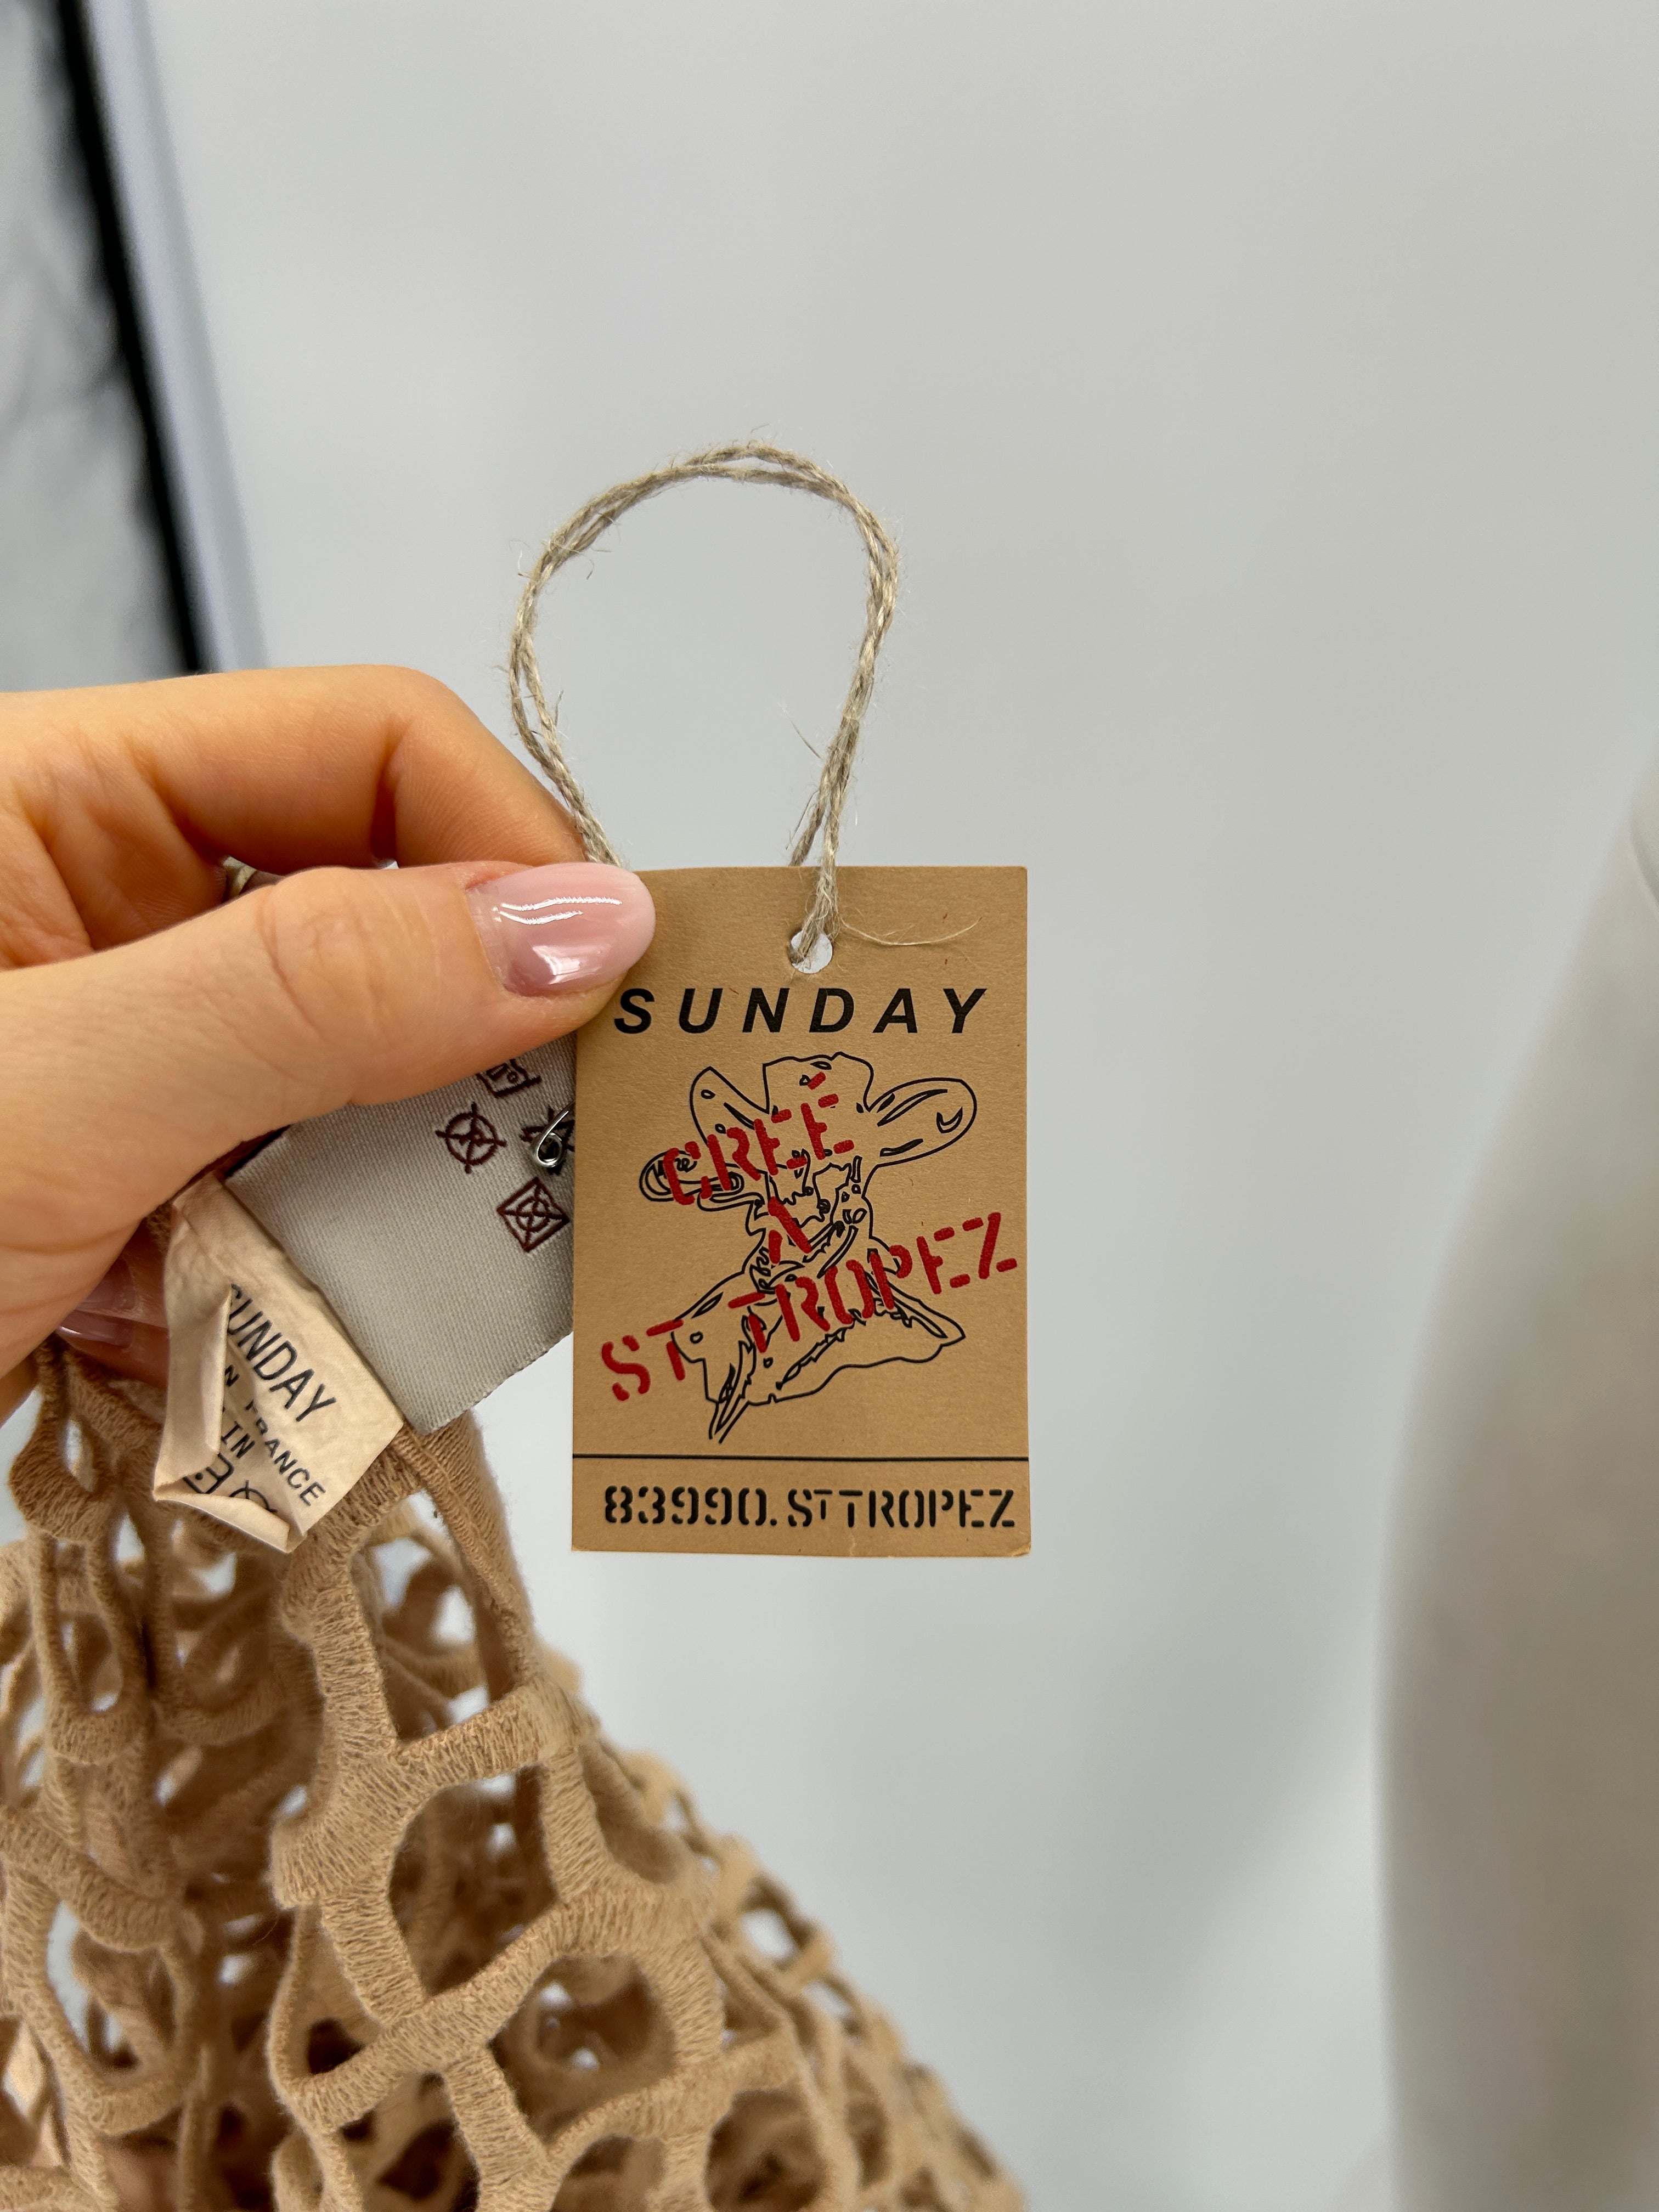 SUNDAY
CRÉÉ
A
ST TROPEZ
83990.ST TROPEZ
SUNDAY
FRANCE
IN